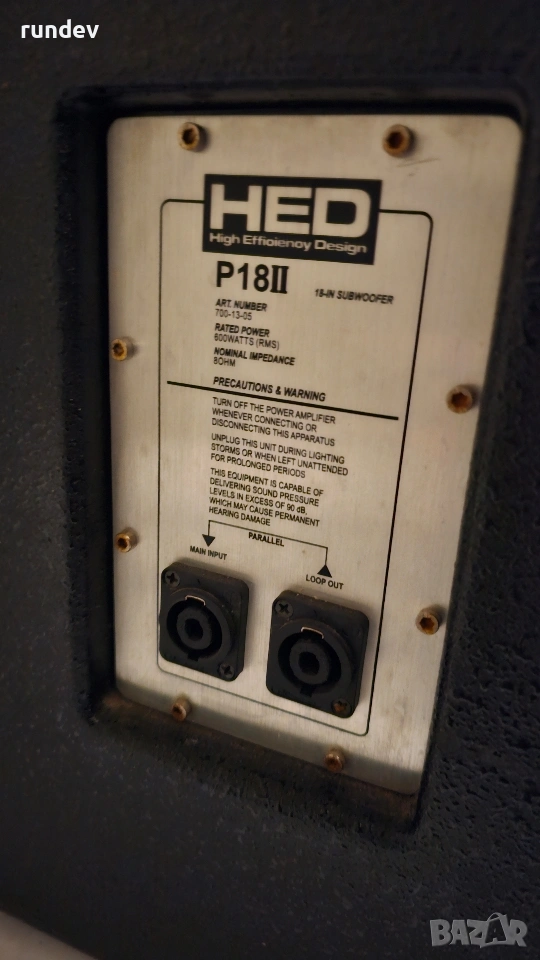 rundev
HED
High Effioienoy Design
P18II
18-IN SUBWOOFER
ART. NUMBER
700-13-05
RATED POWER
600WATTS (RMS)
NOMINAL IMPEDANCE
8OHM
PRECAUTIONS & WARNING
TURN OFF THE POWER AMPLIFIER
WHENEVER CONNECTING OR
DISCONNECTING THIS APPARATUS
UNPLUG THIS UNIT DURING LIGHTING
STORMS OR WHEN LEFT UNATTENDED
FOR PROLONGED PERIODS
THIS EQUIPMENT IS CAPABLE OF
DELIVERING SOUND PRESSURE
LEVELS IN EXCESS OF 90 dB,
WHICH MAY CAUSE PERMANENT
HEARING DAMAGE
PARALLEL
MAIN INPUT
LOOP OUT
BAZAR